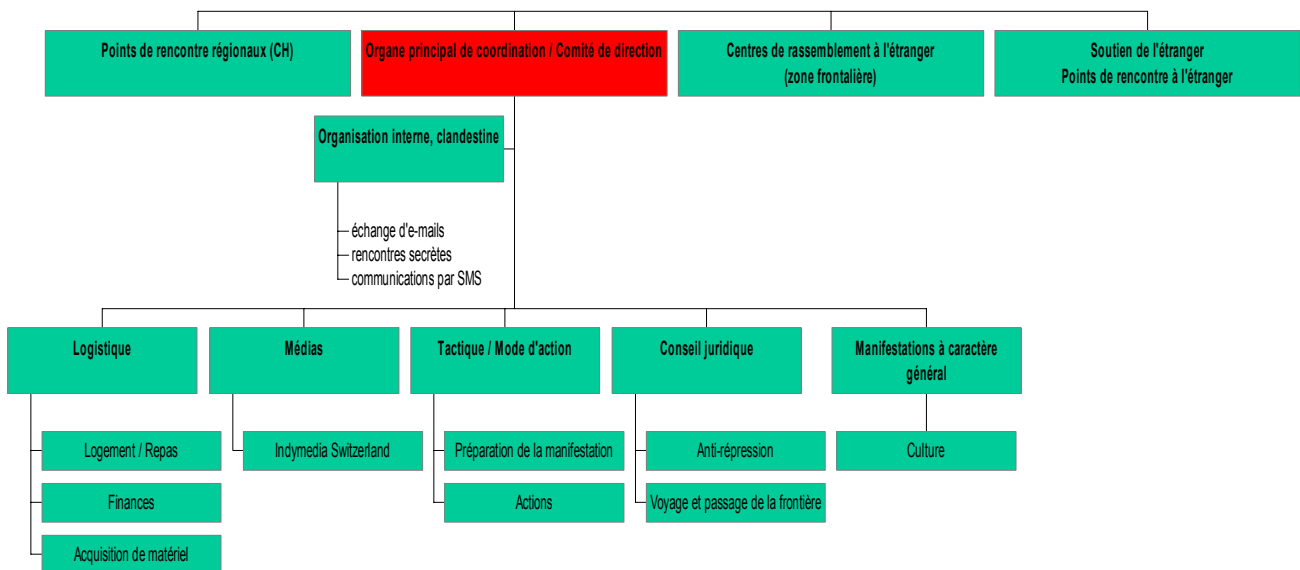 Points de rencontre régionaux (CH)
Organe principal de coordination / Comité de direction
Centres de rassemblement à l'étranger
(zone frontalière)
Soutien de l'étranger
Points de rencontre à l'étranger
Organisation interne, clandestine
échange d'e-mails
rencontres secrètes
communications par SMS
Logistique
Médias
Tactique / Mode d'action
Conseil juridique
Manifestations à caractère
général
Logement / Repas
Indymedia Switzerland
Préparation de la manifestation
Anti-répression
Culture
Finances
Actions
Voyage et passage de la frontière
Acquisition de matériel